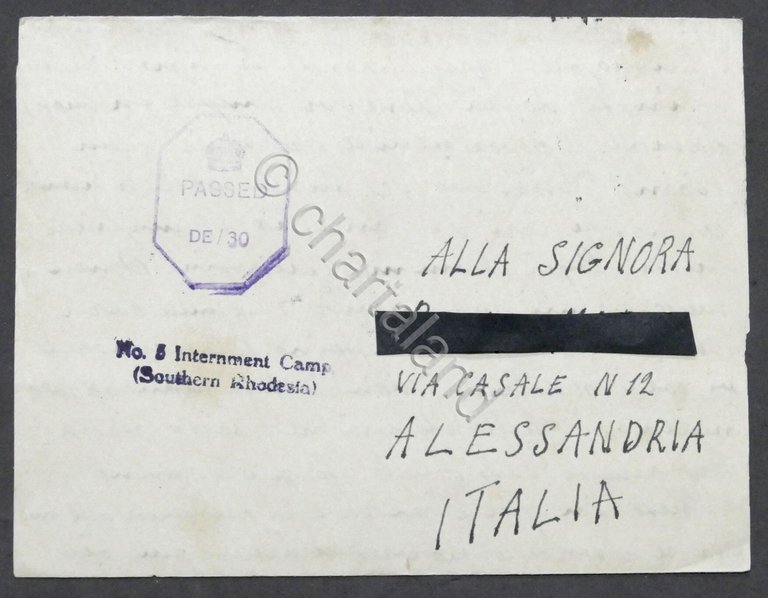 PASSED
DE/30
No. 5 Internment Camp
(Southern Rhodesia)
ALLA SIGNORA
VIA CASALE N 12
ALESSANDRIA
ITALIA
© chartaland